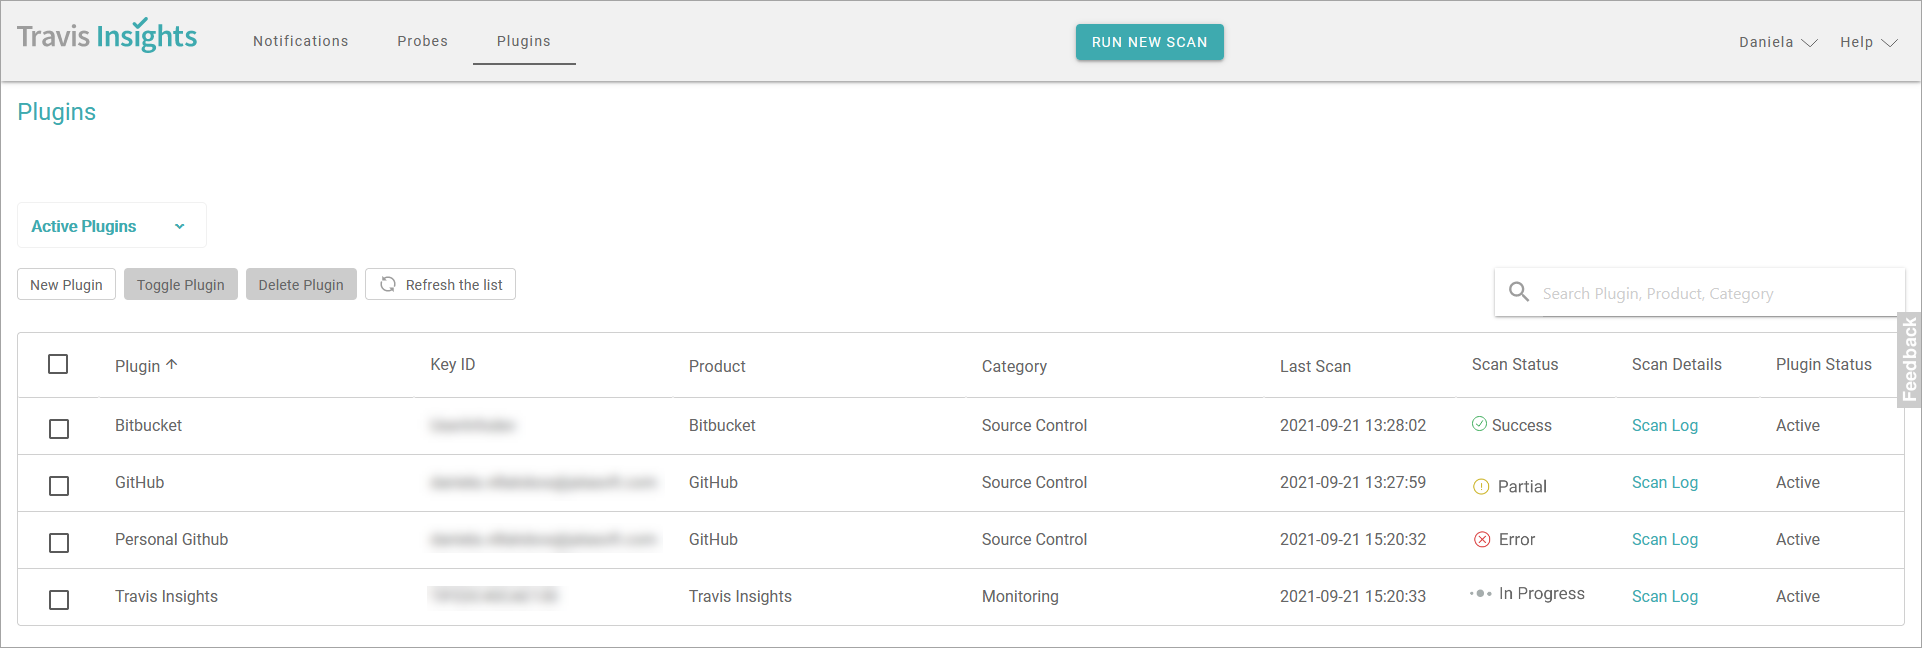 Travis Insights Notifications Probes Plugins RUN NEW SCAN Daniela Help
Plugins
Active Plugins
New Plugin Toggle Plugin Delete Plugin Refresh the list Search Plugin, Product, Category
Feedback
Plugin Key ID Product Category Last Scan Scan Status Scan Details Plugin Status
Bitbucket Bitbucket Source Control 2021-09-21 13:28:02 Success Scan Log Active
GitHub GitHub Source Control 2021-09-21 13:27:59 Partial Scan Log Active
Personal Github GitHub Source Control 2021-09-21 15:20:32 Error Scan Log Active
Travis Insights Travis Insights Monitoring 2021-09-21 15:20:33 In Progress Scan Log Active